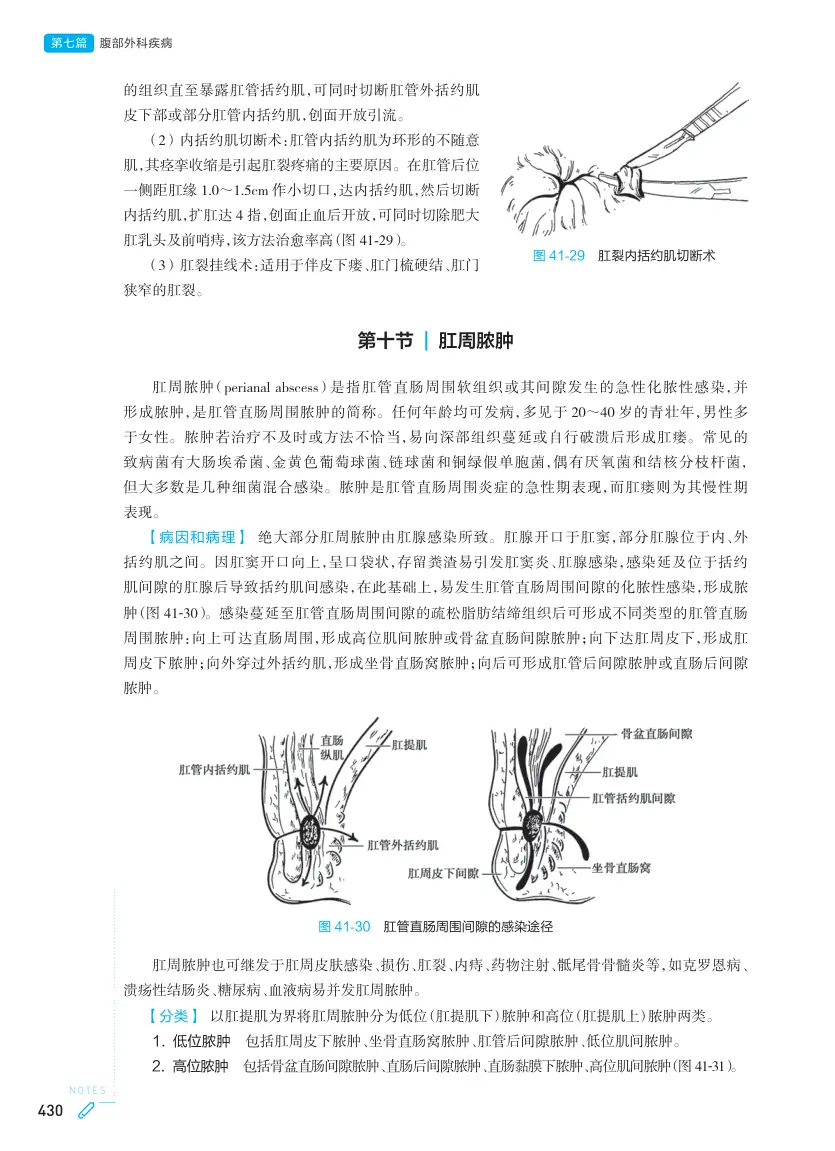 第七篇 腹部外科疾病
的组织直至暴露肛管括约肌,可同时切断肛管外括约肌
皮下部或部分肛管内括约肌,创面开放引流。
(2)内括约肌切断术:肛管内括约肌为环形的不随意
肌,其痉挛收缩是引起肛裂疼痛的主要原因。在肛管后位
一侧距肛缘 1.0~1.5cm 作小切口,达内括约肌,然后切断
内括约肌,扩肛达 4 指,创面止血后开放,可同时切除肥大
肛乳头及前哨痔,该方法治愈率高(图 41-29)。
(3)肛裂挂线术:适用于伴皮下瘘、肛门梳硬结、肛门
狭窄的肛裂。
图 41-29 肛裂内括约肌切断术
第十节 | 肛周脓肿
肛周脓肿(perianal abscess)是指肛管直肠周围软组织或其间隙发生的急性化脓性感染,并
形成脓肿,是肛管直肠周围脓肿的简称。任何年龄均可发病,多见于 20~40 岁的青壮年,男性多
于女性。脓肿若治疗不及时或方法不恰当,易向深部组织蔓延或自行破溃后形成肛瘘。常见的
致病菌有大肠埃希菌、金黄色葡萄球菌、链球菌和铜绿假单胞菌,偶有厌氧菌和结核分枝杆菌,
但大多数是几种细菌混合感染。脓肿是肛管直肠周围炎症的急性期表现,而肛瘘则为其慢性期
表现。
【病因和病理】 绝大部分肛周脓肿由肛腺感染所致。肛腺开口于肛窦,部分肛腺位于内、外
括约肌之间。因肛窦开口向上,呈口袋状,存留粪渣易引发肛窦炎、肛腺感染,感染延及位于括约
肌间隙的肛腺后导致括约肌间感染,在此基础上,易发生肛管直肠周围间隙的化脓性感染,形成脓
肿(图 41-30)。感染蔓延至肛管直肠周围间隙的疏松脂肪结缔组织后可形成不同类型的肛管直肠
周围脓肿:向上可达直肠周围,形成高位肌间脓肿或骨盆直肠间隙脓肿;向下达肛周皮下,形成肛
周皮下脓肿;向外穿过外括约肌,形成坐骨直肠窝脓肿;向后可形成肛管后间隙脓肿或直肠后间隙
脓肿。
直肠
纵肌
肛提肌
肛管内括约肌
肛管外括约肌
骨盆直肠间隙
肛提肌
肛管括约肌间隙
坐骨直肠窝
肛周皮下间隙
图 41-30 肛管直肠周围间隙的感染途径
肛周脓肿也可继发于肛周皮肤感染、损伤、肛裂、内痔、药物注射、骶尾骨骨髓炎等,如克罗恩病、
溃疡性结肠炎、糖尿病、血液病易并发肛周脓肿。
【分类】 以肛提肌为界将肛周脓肿分为低位(肛提肌下)脓肿和高位(肛提肌上)脓肿两类。
1. 低位脓肿 包括肛周皮下脓肿、坐骨直肠窝脓肿、肛管后间隙脓肿、低位肌间脓肿。
2. 高位脓肿 包括骨盆直肠间隙脓肿、直肠后间隙脓肿、直肠黏膜下脓肿、高位肌间脓肿(图 41-31)。
NOTES
430